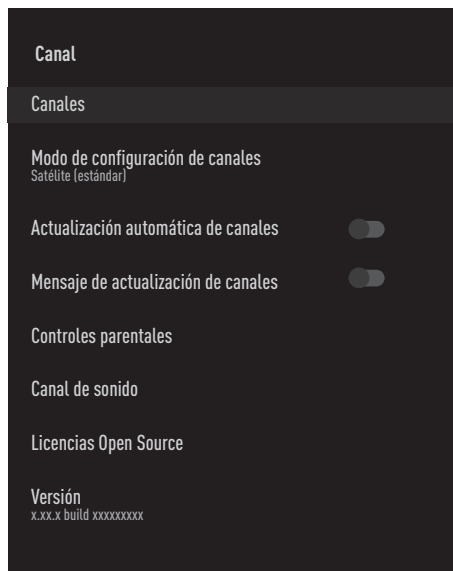 Canal
Canales
Modo de configuración de canales
Satélite (estándar)
Actualización automática de canales
Mensaje de actualización de canales
Controles parentales
Canal de sonido
Licencias Open Source
Versión
x.xx.x build xxxxxxxxx